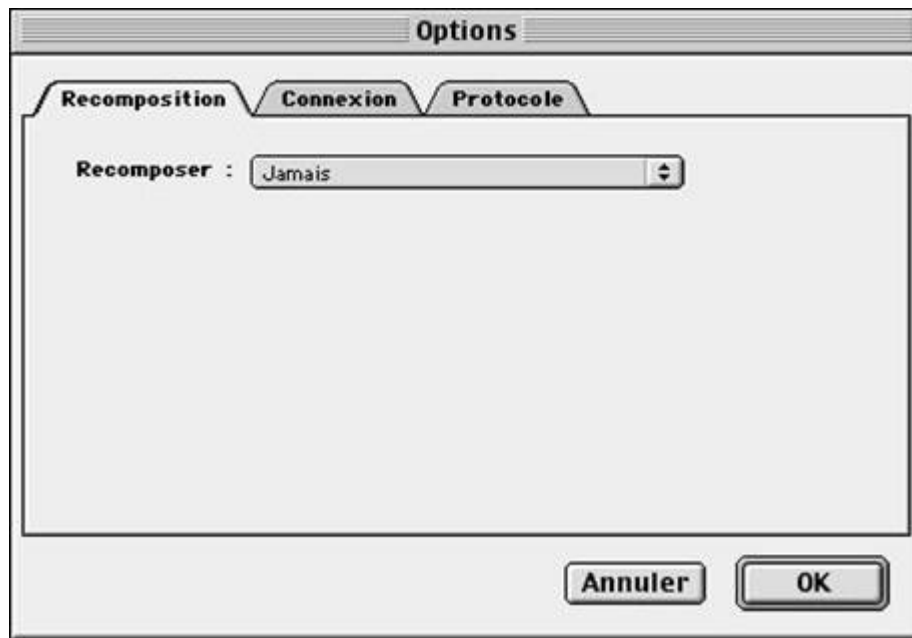 Options
Recomposition Connexion Protocole
Recomposer : Jamais
Annuler OK